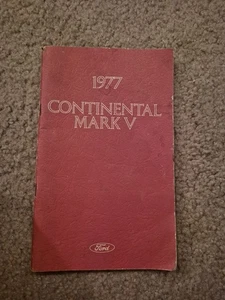 1977
CONTINENTAL
MARK V
Ford